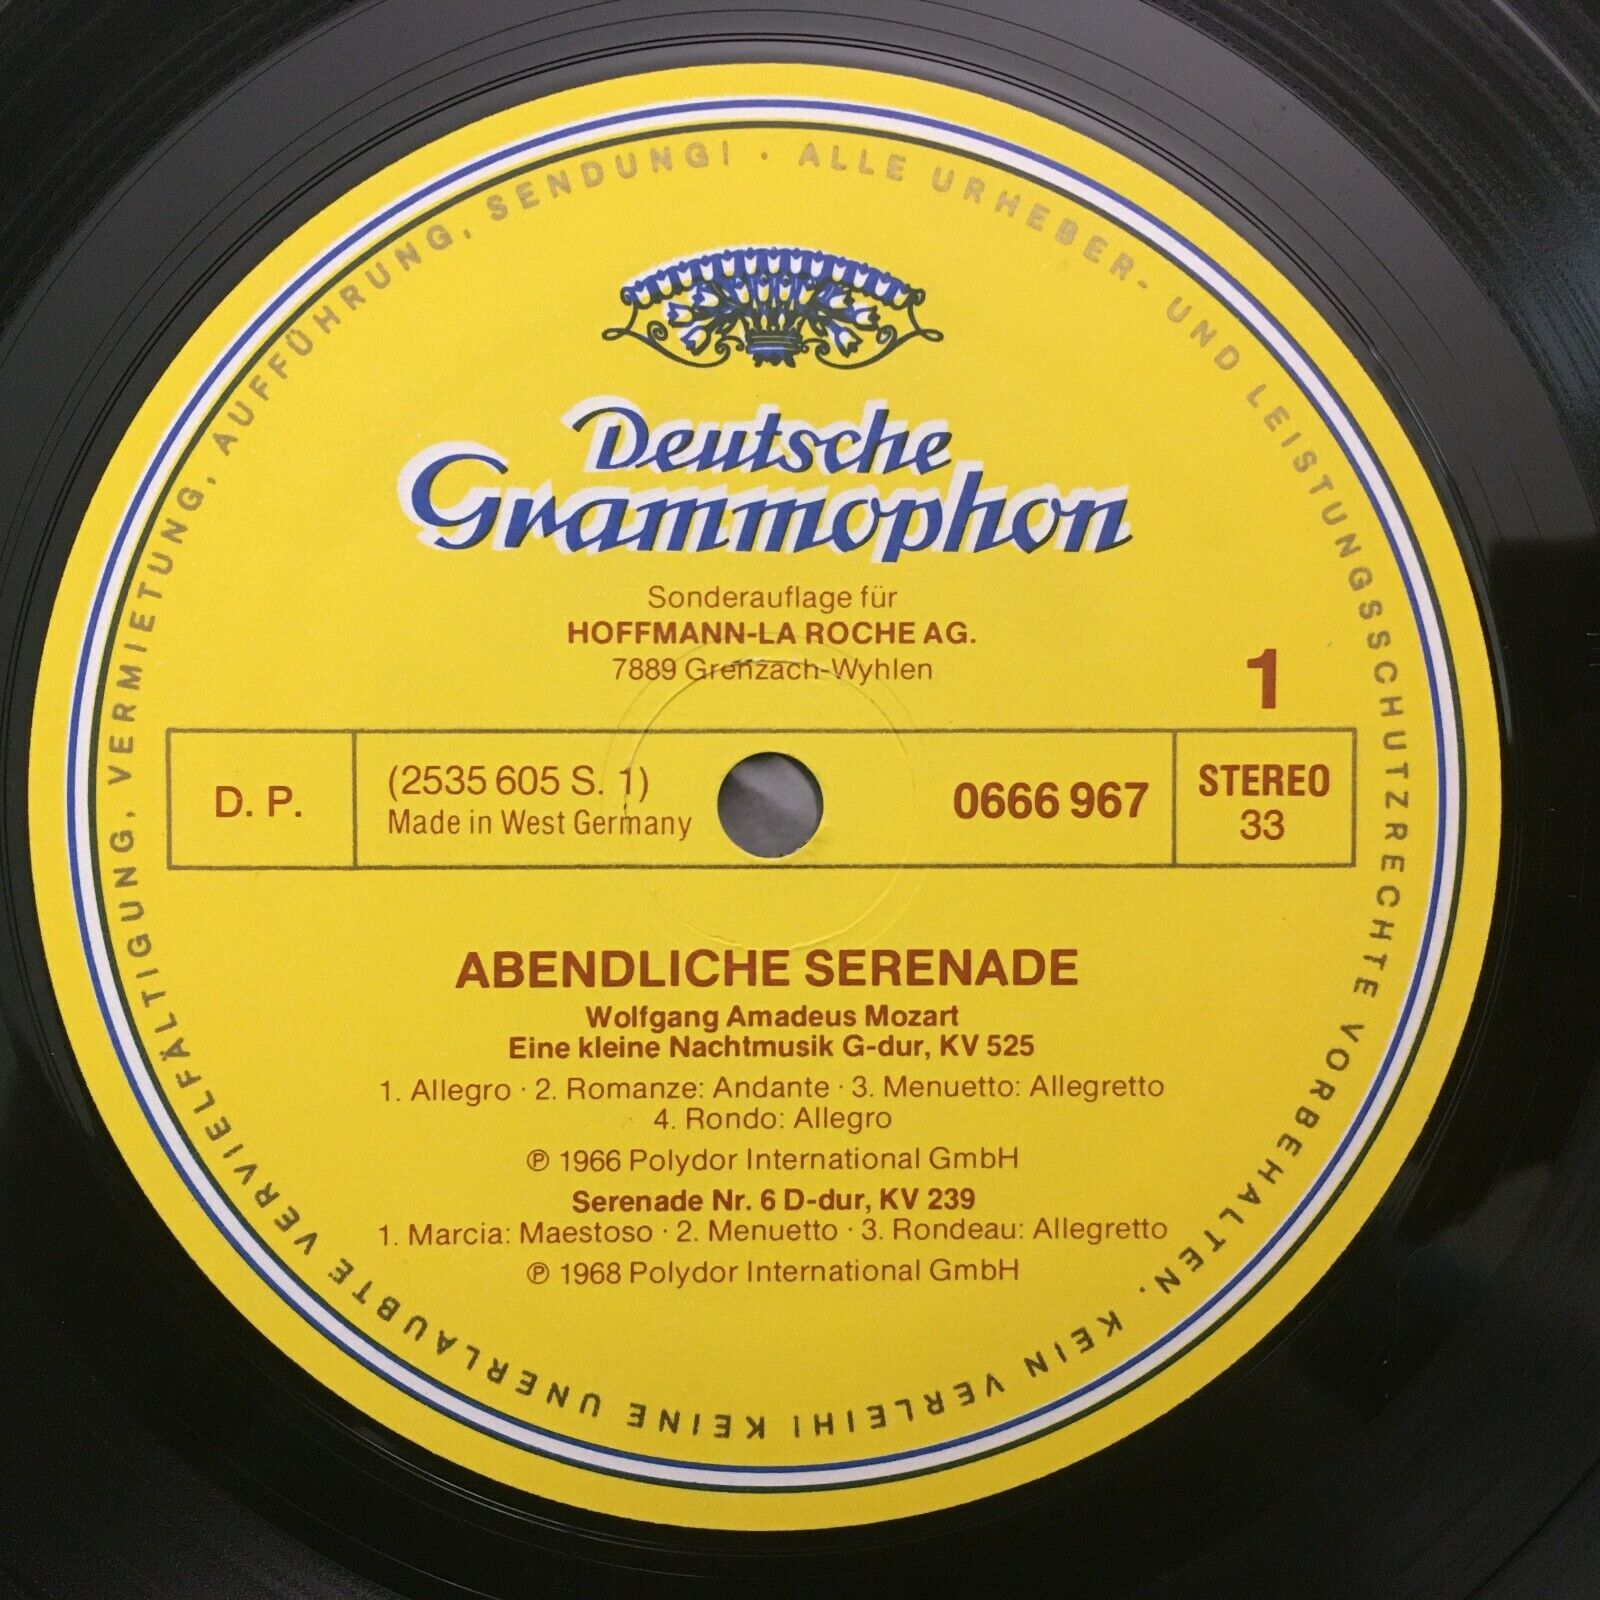 ALLE URHEBER- UND LEISTUNGSSCHUTZRECHTE VORBEHALTEN. KEIN VERLEIH! KEINE UNERLAUBTE VERVIELFÄLTIGUNG, VERMIETUNG, AUFFÜHRUNG, SENDUNG! ·
Deutsche
Grammophon
Sonderauflage für
HOFFMANN-LA ROCHE AG.
7889 Grenzach-Wyhlen
1
D. P.
(2535 605 S. 1)
Made in West Germany
0666 967
STEREO
33
ABENDLICHE SERENADE
Wolfgang Amadeus Mozart
Eine kleine Nachtmusik G-dur, KV 525
1. Allegro · 2. Romanze: Andante · 3. Menuetto: Allegretto
4. Rondo: Allegro
℗ 1966 Polydor International GmbH
Serenade Nr. 6 D-dur, KV 239
1. Marcia: Maestoso · 2. Menuetto · 3. Rondeau: Allegretto
℗ 1968 Polydor International GmbH